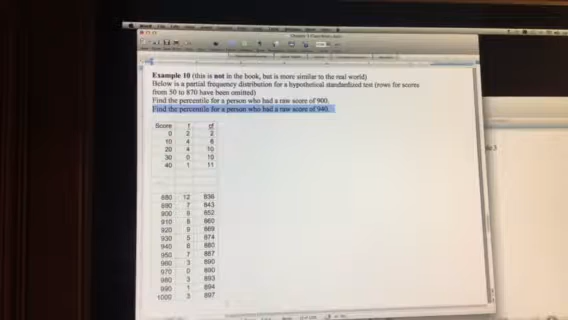 Example 10 (this is not in the book, but is more similar to the real world)
Below is a partial frequency distribution for a hypothetical standardized test (rows for
from 50 to 870 have been omitted)
Find the percentile for a person who had a raw score of 900.
Find the percentile for a person who had a raw score of 940.
Score f cf
0 2 2
10 4 6
20 4 10
30 0 10
40 1 11
880 12 836
890 7 843
900 9 852
910 8 860
920 9 869
930 5 874
940 6 880
950 7 887
960 3 890
970 0 890
980 3 893
990 1 894
1000 3 897